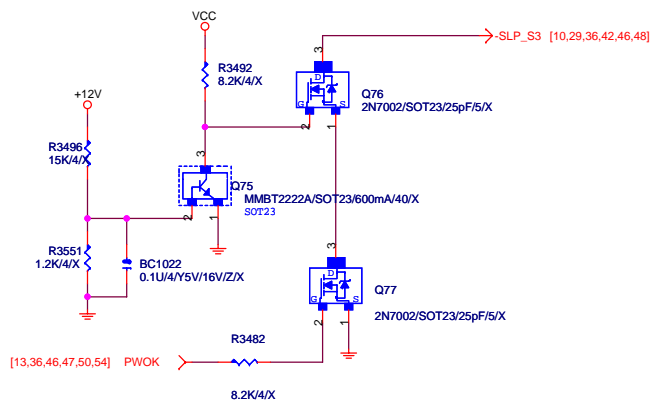 VCC
-SLP_S3 [10,29,36,42,46,48]
3
R3492
8.2K/4/X
D
G
S
Q76
2N7002/SOT23/25pF/5/X
+12V
2
1
R3496
15K/4/X
3
Q75
MMBT2222A/SOT23/600mA/40/X
SOT23
2
1
R3551
1.2K/4/X
BC1022
0.1U/4/Y5V/16V/Z/X
3
D
G
S
Q77
2N7002/SOT23/25pF/5/X
2
1
R3482
[13,36,46,47,50,54] PWOK
8.2K/4/X